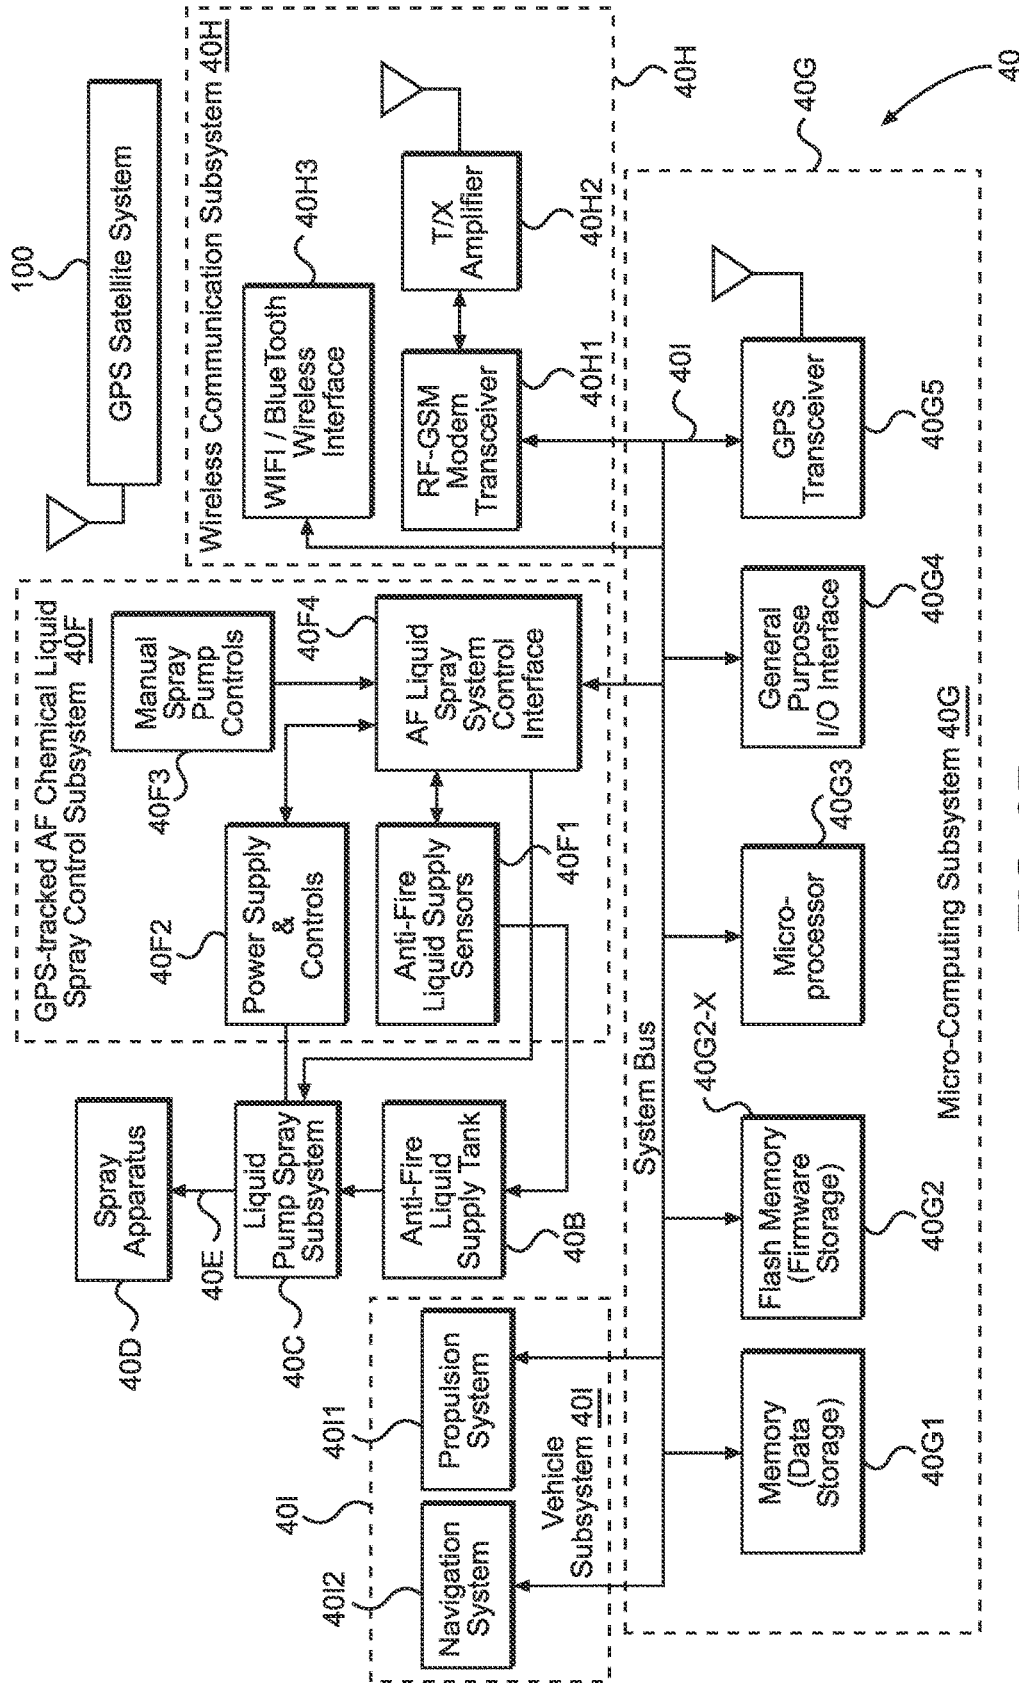 100
GPS Satellite System
GPS-tracked AF Chemical Liquid
Spray Control Subsystem 40F
Wireless Communication Subsystem 40H
40D
Spray
Apparatus
40E
40C
Liquid
Pump Spray
Subsystem
40B
Anti-Fire
Liquid
Supply Tank
40F2
Power Supply
&
Controls
40F3
Manual
Spray
Pump
Controls
40F4
AF Liquid
Spray
System
Control
Interface
Anti-Fire
Liquid Supply
Sensors
40F1
WIFI / BlueTooth
Wireless
Interface
40H3
RF-GSM
Modem
Transceiver
40H1
T/X
Amplifier
40H2
40H
40I
40I2
Navigation
System
40I1
Propulsion
System
Vehicle
Subsystem 40I
System Bus
40I
40G
40
Memory
(Data
Storage)
40G1
40G2-X
Flash Memory
(Firmware
Storage)
40G2
Micro-
processor
40G3
General
Purpose
I/O Interface
40G4
GPS
Transceiver
40G5
Micro-Computing Subsystem 40G